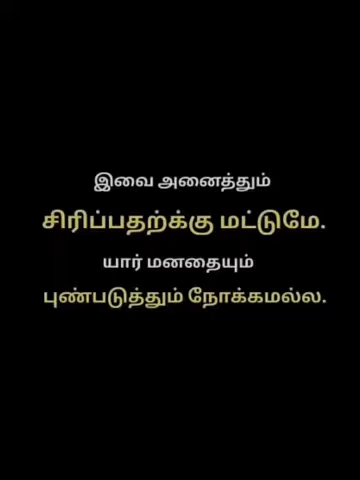 இவை அனைத்தும்
சிரிப்பதற்க்கு மட்டுமே.
யார் மனதையும்
புண்படுத்தும் நோக்கமல்ல.